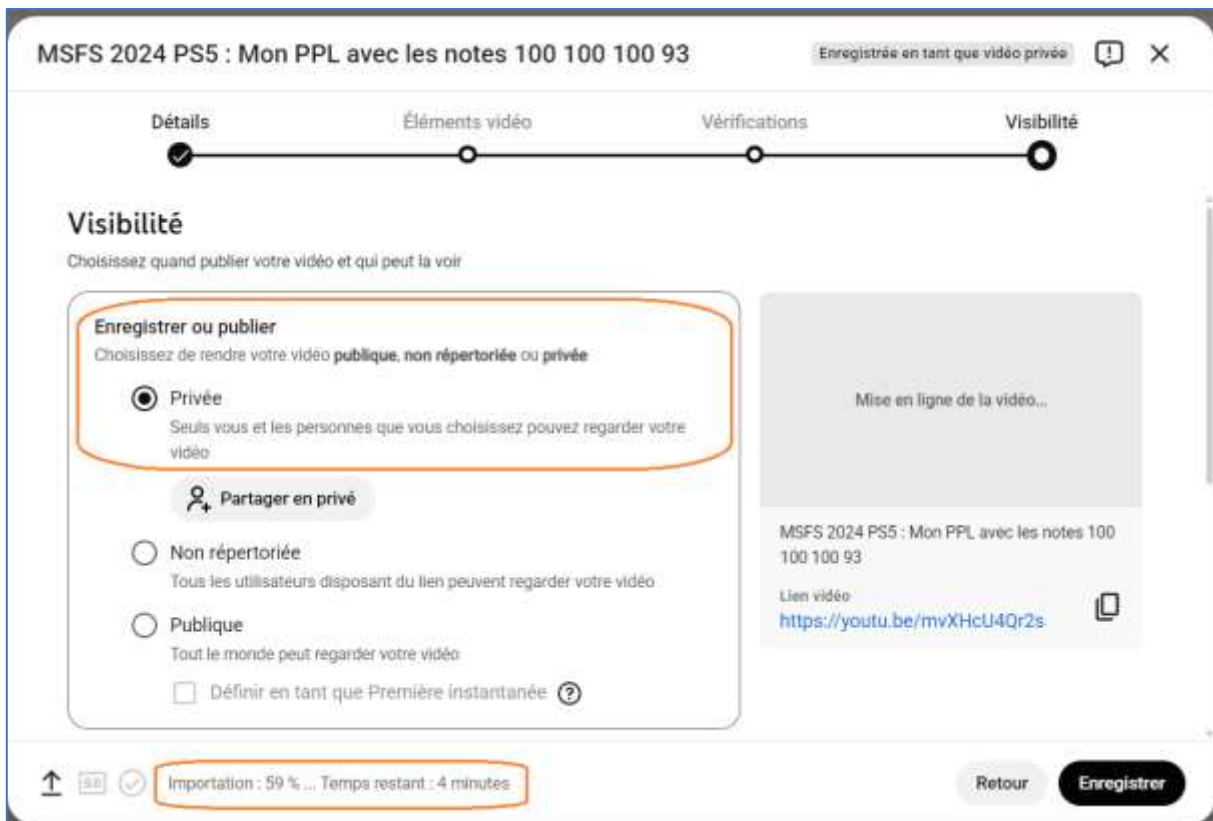 MSFS 2024 PS5 : Mon PPL avec les notes 100 100 100 93
Enregistrée en tant que vidéo privée
Détails
Éléments vidéo
Vérifications
Visibilité
Visibilité
Choisissez quand publier votre vidéo et qui peut la voir
Enregistrer ou publier
Choisissez de rendre votre vidéo publique, non répertoriée ou privée
Privée
Seuls vous et les personnes que vous choisissez pouvez regarder votre
vidéo
Partager en privé
Non répertoriée
Tous les utilisateurs disposant du lien peuvent regarder votre vidéo
Publique
Tout le monde peut regarder votre vidéo
Définir en tant que Première instantanée
Mise en ligne de la vidéo...
MSFS 2024 PS5 : Mon PPL avec les notes 100
100 100 93
Lien vidéo
https://youtu.be/mvXHcU4Qr2s
Importation : 59 % ... Temps restant : 4 minutes
Retour
Enregistrer